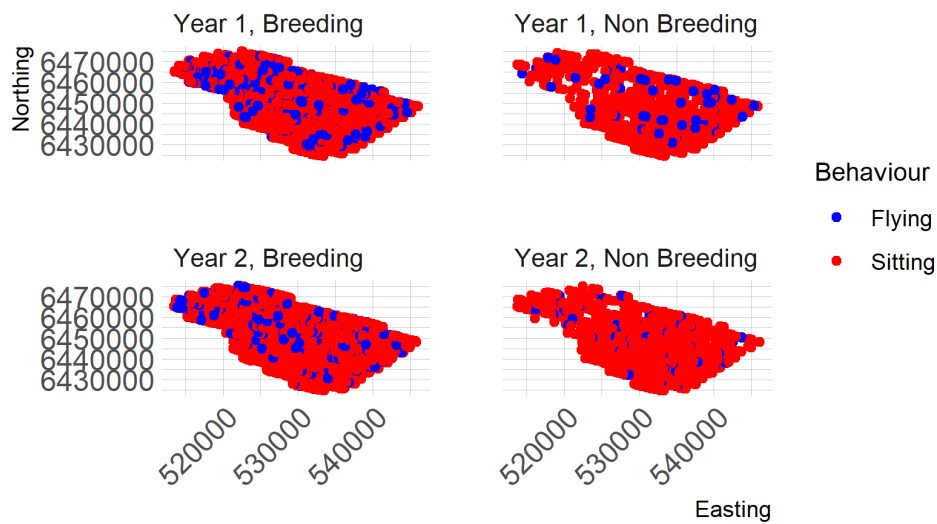 Year 1, Breeding
Year 1, Non Breeding
Northing
6470000
6460000
6450000
6440000
6430000
Behaviour
Flying
Sitting
Year 2, Breeding
Year 2, Non Breeding
6470000
6460000
6450000
6440000
6430000
520000
530000
540000
520000
530000
540000
Easting